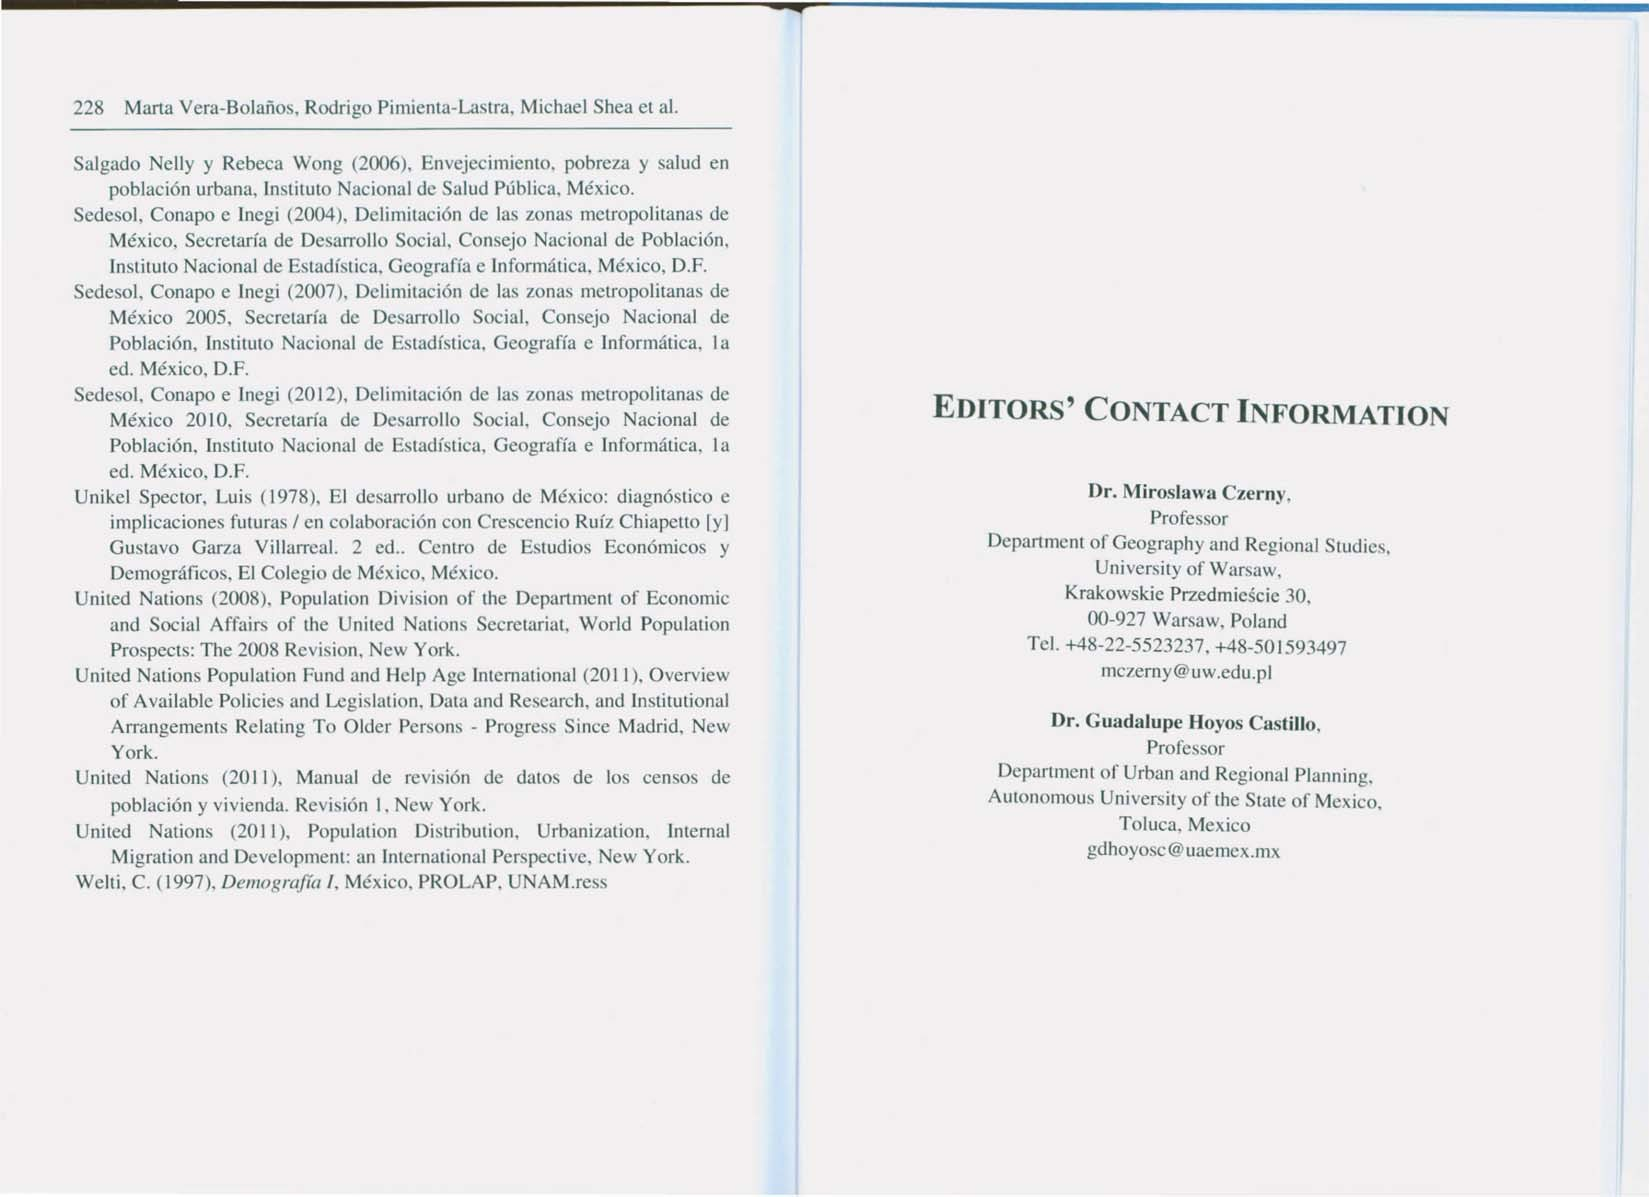 228 Marta Vera-Bolaños, Rodrigo Pimienta-Lastra, Michael Shea et al.
Salgado Nelly y Rebeca Wong (2006), Envejecimiento, pobreza y salud en
población urbana, Instituto Nacional de Salud Pública, México.
Sedesol, Conapo e Inegi (2004), Delimitación de las zonas metropolitanas de
México, Secretaría de Desarrollo Social, Consejo Nacional de Población,
Instituto Nacional de Estadística, Geografía e Informática, México, D.F.
Sedesol, Conapo e Inegi (2007), Delimitación de las zonas metropolitanas de
México 2005, Secretaría de Desarrollo Social, Consejo Nacional de
Población, Instituto Nacional de Estadística, Geografía e Informática, 1a
ed. México, D.F.
Sedesol, Conapo e Inegi (2012), Delimitación de las zonas metropolitanas de
México 2010, Secretaría de Desarrollo Social, Consejo Nacional de
Población, Instituto Nacional de Estadística, Geografía e Informática, 1a
ed. México, D.F.
Unikel Spector, Luis (1978), El desarrollo urbano de México: diagnóstico e
implicaciones futuras / en colaboración con Crescencio Ruíz Chiapetto [y]
Gustavo Garza Villarreal. 2 ed.. Centro de Estudios Económicos y
Demográficos, El Colegio de México, México.
United Nations (2008), Population Division of the Department of Economic
and Social Affairs of the United Nations Secretariat, World Population
Prospects: The 2008 Revision, New York.
United Nations Population Fund and Help Age International (2011), Overview
of Available Policies and Legislation, Data and Research, and Institutional
Arrangements Relating To Older Persons - Progress Since Madrid, New
York.
United Nations (2011), Manual de revisión de datos de los censos de
población y vivienda. Revisión 1, New York.
United Nations (2011), Population Distribution, Urbanization, Internal
Migration and Development: an International Perspective, New York.
Welti, C. (1997), Demografía I, México, PROLAP, UNAM.ress
EDITORS' CONTACT INFORMATION
Dr. Miroslawa Czerny,
Professor
Department of Geography and Regional Studies,
University of Warsaw,
Krakowskie Przedmieście 30,
00-927 Warsaw, Poland
Tel. +48-22-5523237, +48-501593497
mczerny@uw.edu.pl
Dr. Guadalupe Hoyos Castillo,
Professor
Department of Urban and Regional Planning,
Autonomous University of the State of Mexico,
Toluca, Mexico
gdhoyosc@uaemex.mx